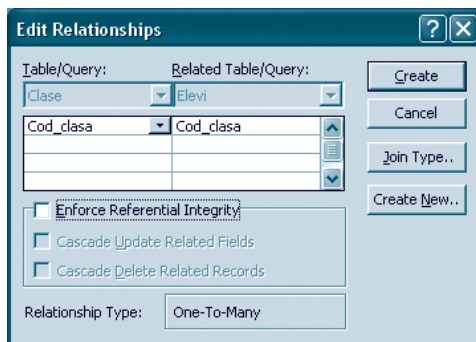 Edit Relationships
Table/Query: Related Table/Query:
Clase Elevi
Cod_clasa Cod_clasa
Enforce Referential Integrity
Cascade Update Related Fields
Cascade Delete Related Records
Relationship Type: One-To-Many
Create
Cancel
Join Type..
Create New..